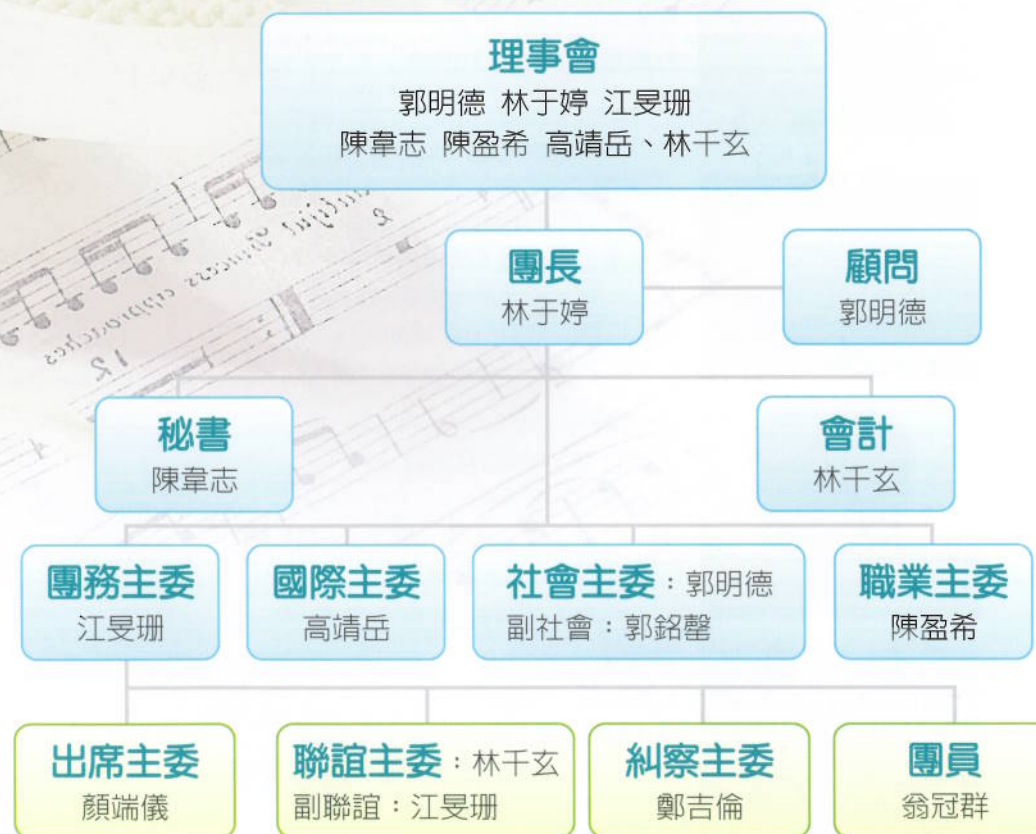 理事會
郭明德 林于婷 江旻珊
陳韋志 陳盈希 高靖岳、林千玄
團長
林于婷
顧問
郭明德
秘書
陳韋志
會計
林千玄
團務主委
江旻珊
國際主委
高靖岳
社會主委：郭明德
副社會：郭銘罄
職業主委
陳盈希
出席主委
顏端儀
聯誼主委：林千玄
副聯誼：江旻珊
糾察主委
鄭吉倫
團員
翁冠群